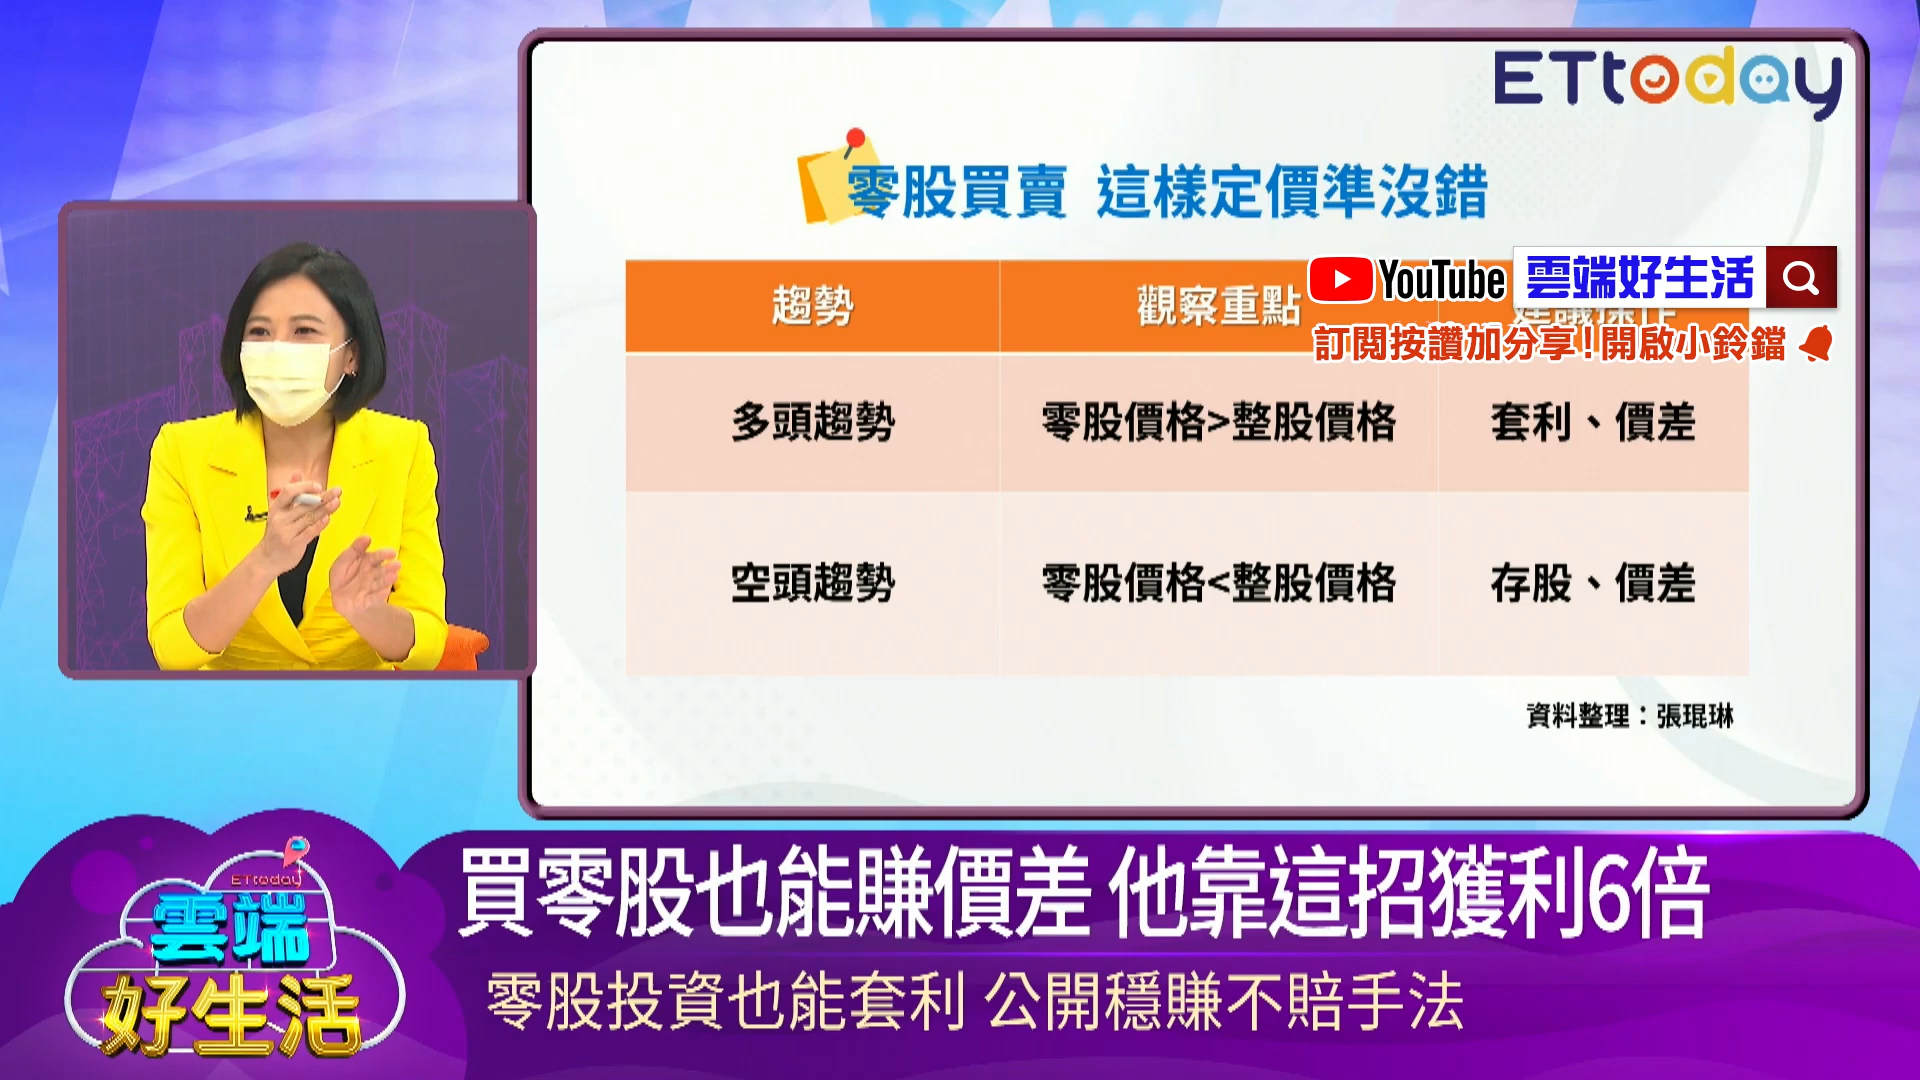 ETtoday
零股買賣 這樣定價準沒錯
YouTube 雲端好生活
趨勢 觀察重點 建議操作
訂閱按讚加分享!開啟小鈴鐺
多頭趨勢 零股價格>整股價格 套利、價差
空頭趨勢 零股價格<整股價格 存股、價差
資料整理：張琨琳
買零股也能賺價差 他靠這招獲利6倍
零股投資也能套利 公開穩賺不賠手法
ETtoday
雲端
好生活